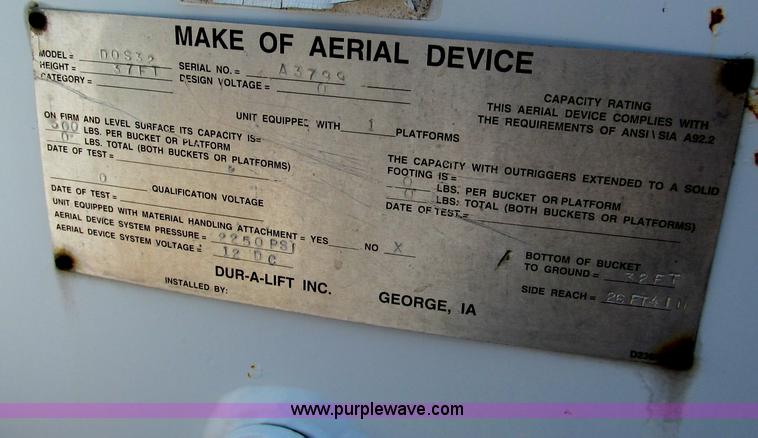 MAKE OF AERIAL DEVICE
MODEL = DOS32
HEIGHT = 37FT SERIAL NO. = A3799
CATEGORY = DESIGN VOLTAGE = 0
CAPACITY RATING
THIS AERIAL DEVICE COMPLIES WITH
THE REQUIREMENTS OF ANSI \ SIA A92.2
UNIT EQUIPPED WITH 1 PLATFORMS
ON FIRM AND LEVEL SURFACE ITS CAPACITY IS=
300 LBS. PER BUCKET OR PLATFORM
0 LBS. TOTAL (BOTH BUCKETS OR PLATFORMS)
DATE OF TEST =
THE CAPACITY WITH OUTRIGGERS EXTENDED TO A SOLID
FOOTING IS =
0 LBS. PER BUCKET OR PLATFORM
0 LBS. TOTAL (BOTH BUCKETS OR PLATFORMS)
DATE OF TEST =
0 QUALIFICATION VOLTAGE
DATE OF TEST =
UNIT EQUIPPED WITH MATERIAL HANDLING ATTACHMENT = YES NO X
AERIAL DEVICE SYSTEM PRESSURE = 2250 PSI
AERIAL DEVICE SYSTEM VOLTAGE = 12 DC
BOTTOM OF BUCKET
TO GROUND = 32FT
SIDE REACH = 26 FT 4 IN
DUR-A-LIFT INC. GEORGE, IA
INSTALLED BY:
www.purplewave.com